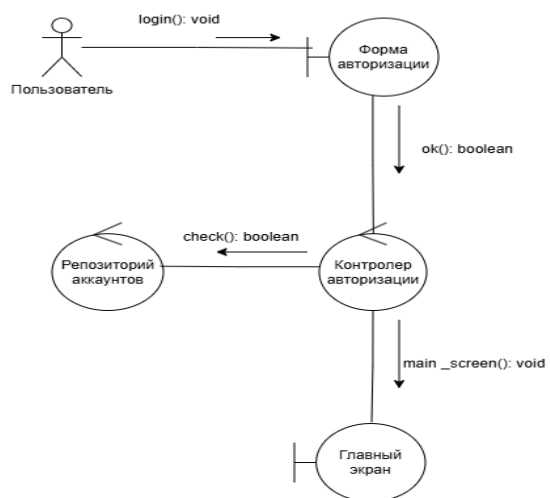 login(): void
Форма
авторизации
Пользователь
ok(): boolean
check(): boolean
Репозиторий
аккаунтов
Контролер
авторизации
main _screen(): void
Главный
экран